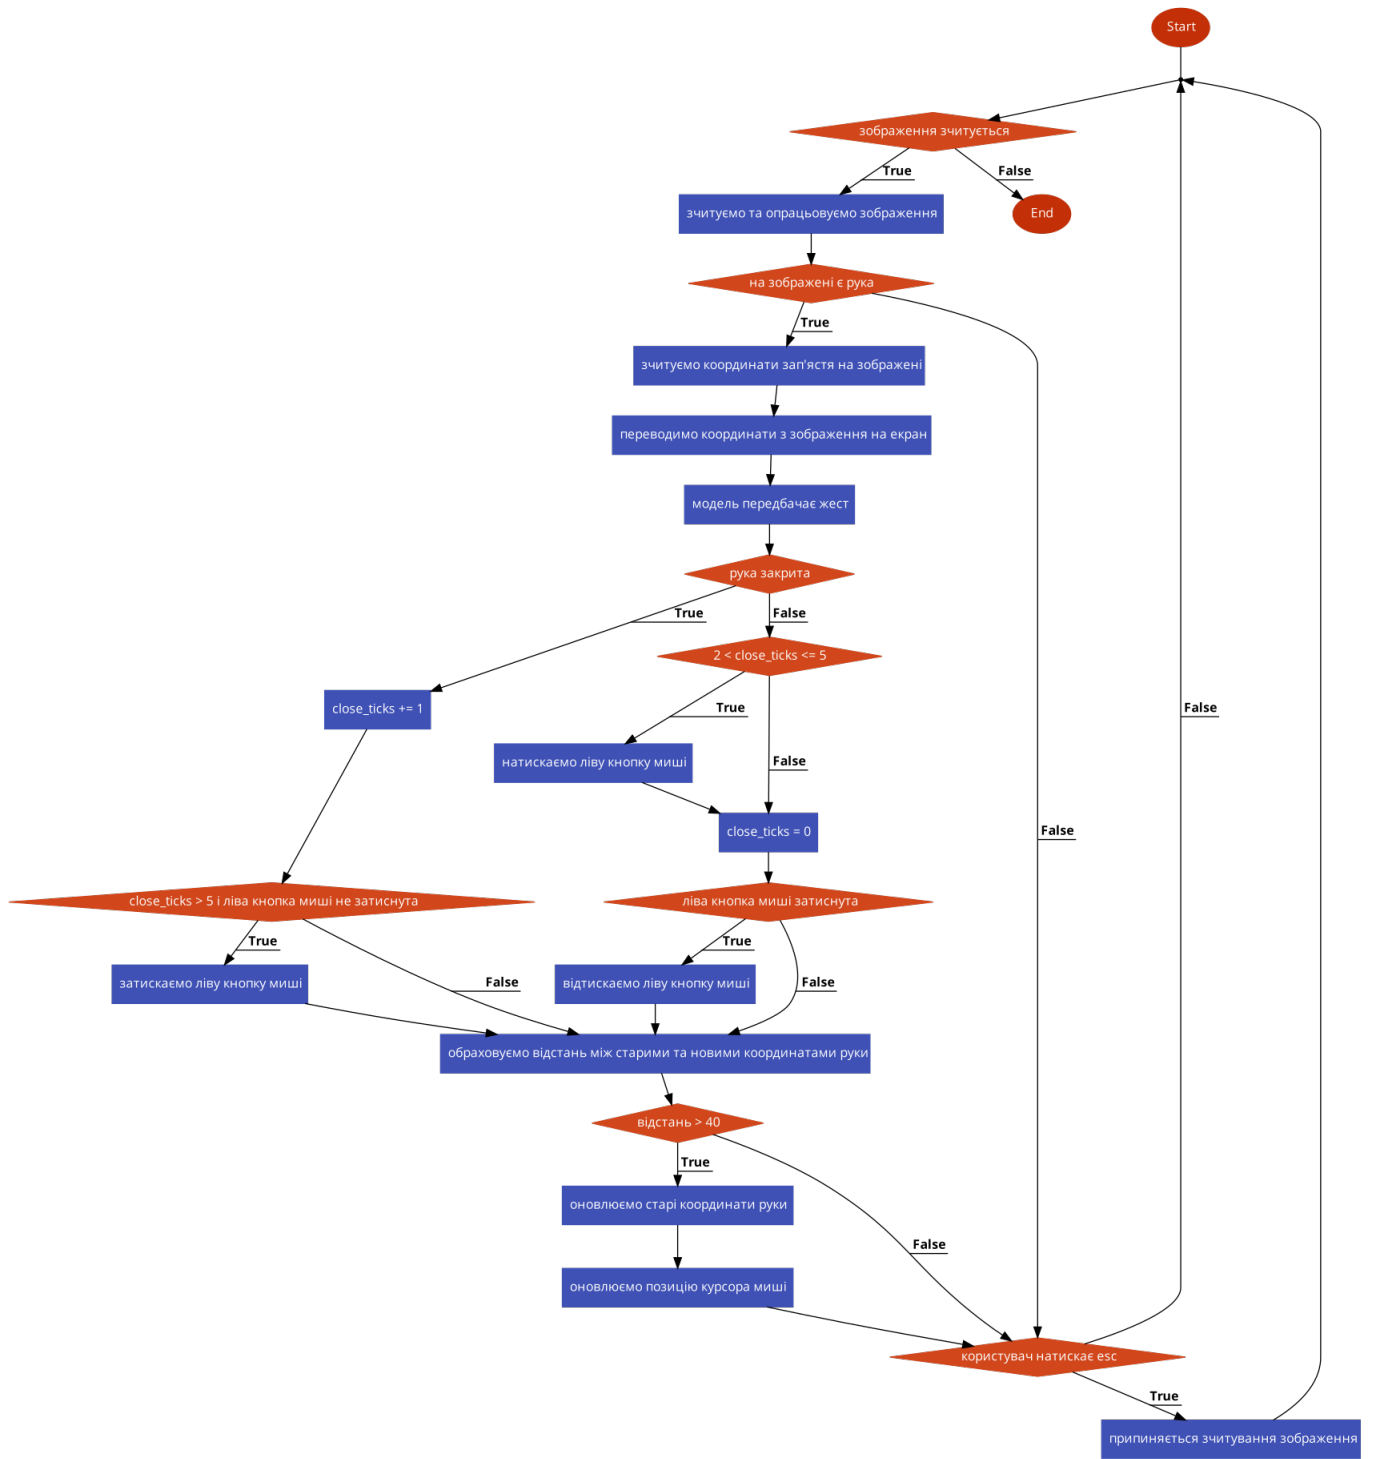 Start
зображення зчитується
True
False
зчитуємо та опрацьовуємо зображення
End
на зображені є рука
True
зчитуємо координати зап'ястя на зображені
переводимо координати з зображення на екран
модель передбачає жест
рука закрита
True
False
2 < close_ticks <= 5
close_ticks += 1
True
False
натискаємо ліву кнопку миші
False
close_ticks = 0
False
close_ticks > 5 і ліва кнопка миші не затиснута
ліва кнопка миші затиснута
True
True
затискаємо ліву кнопку миші
False
відтискаємо ліву кнопку миші
False
обраховуємо відстань між старими та новими координатами руки
відстань > 40
True
оновлюємо старі координати руки
False
оновлюємо позицію курсора миші
користувач натискає esc
True
припиняється зчитування зображення